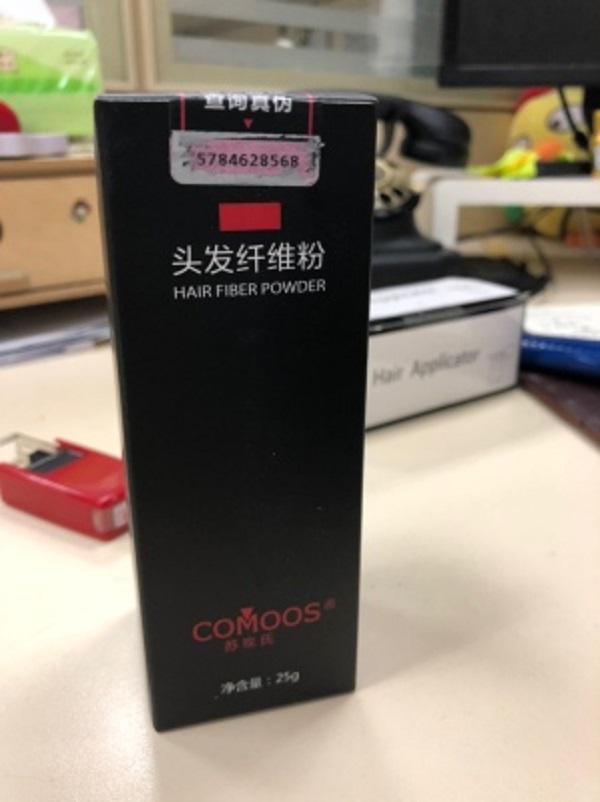 查询真伪
5784628568
头发纤维粉
HAIR FIBER POWDER
Hair Applicator
COMOOS®
净含量：25g